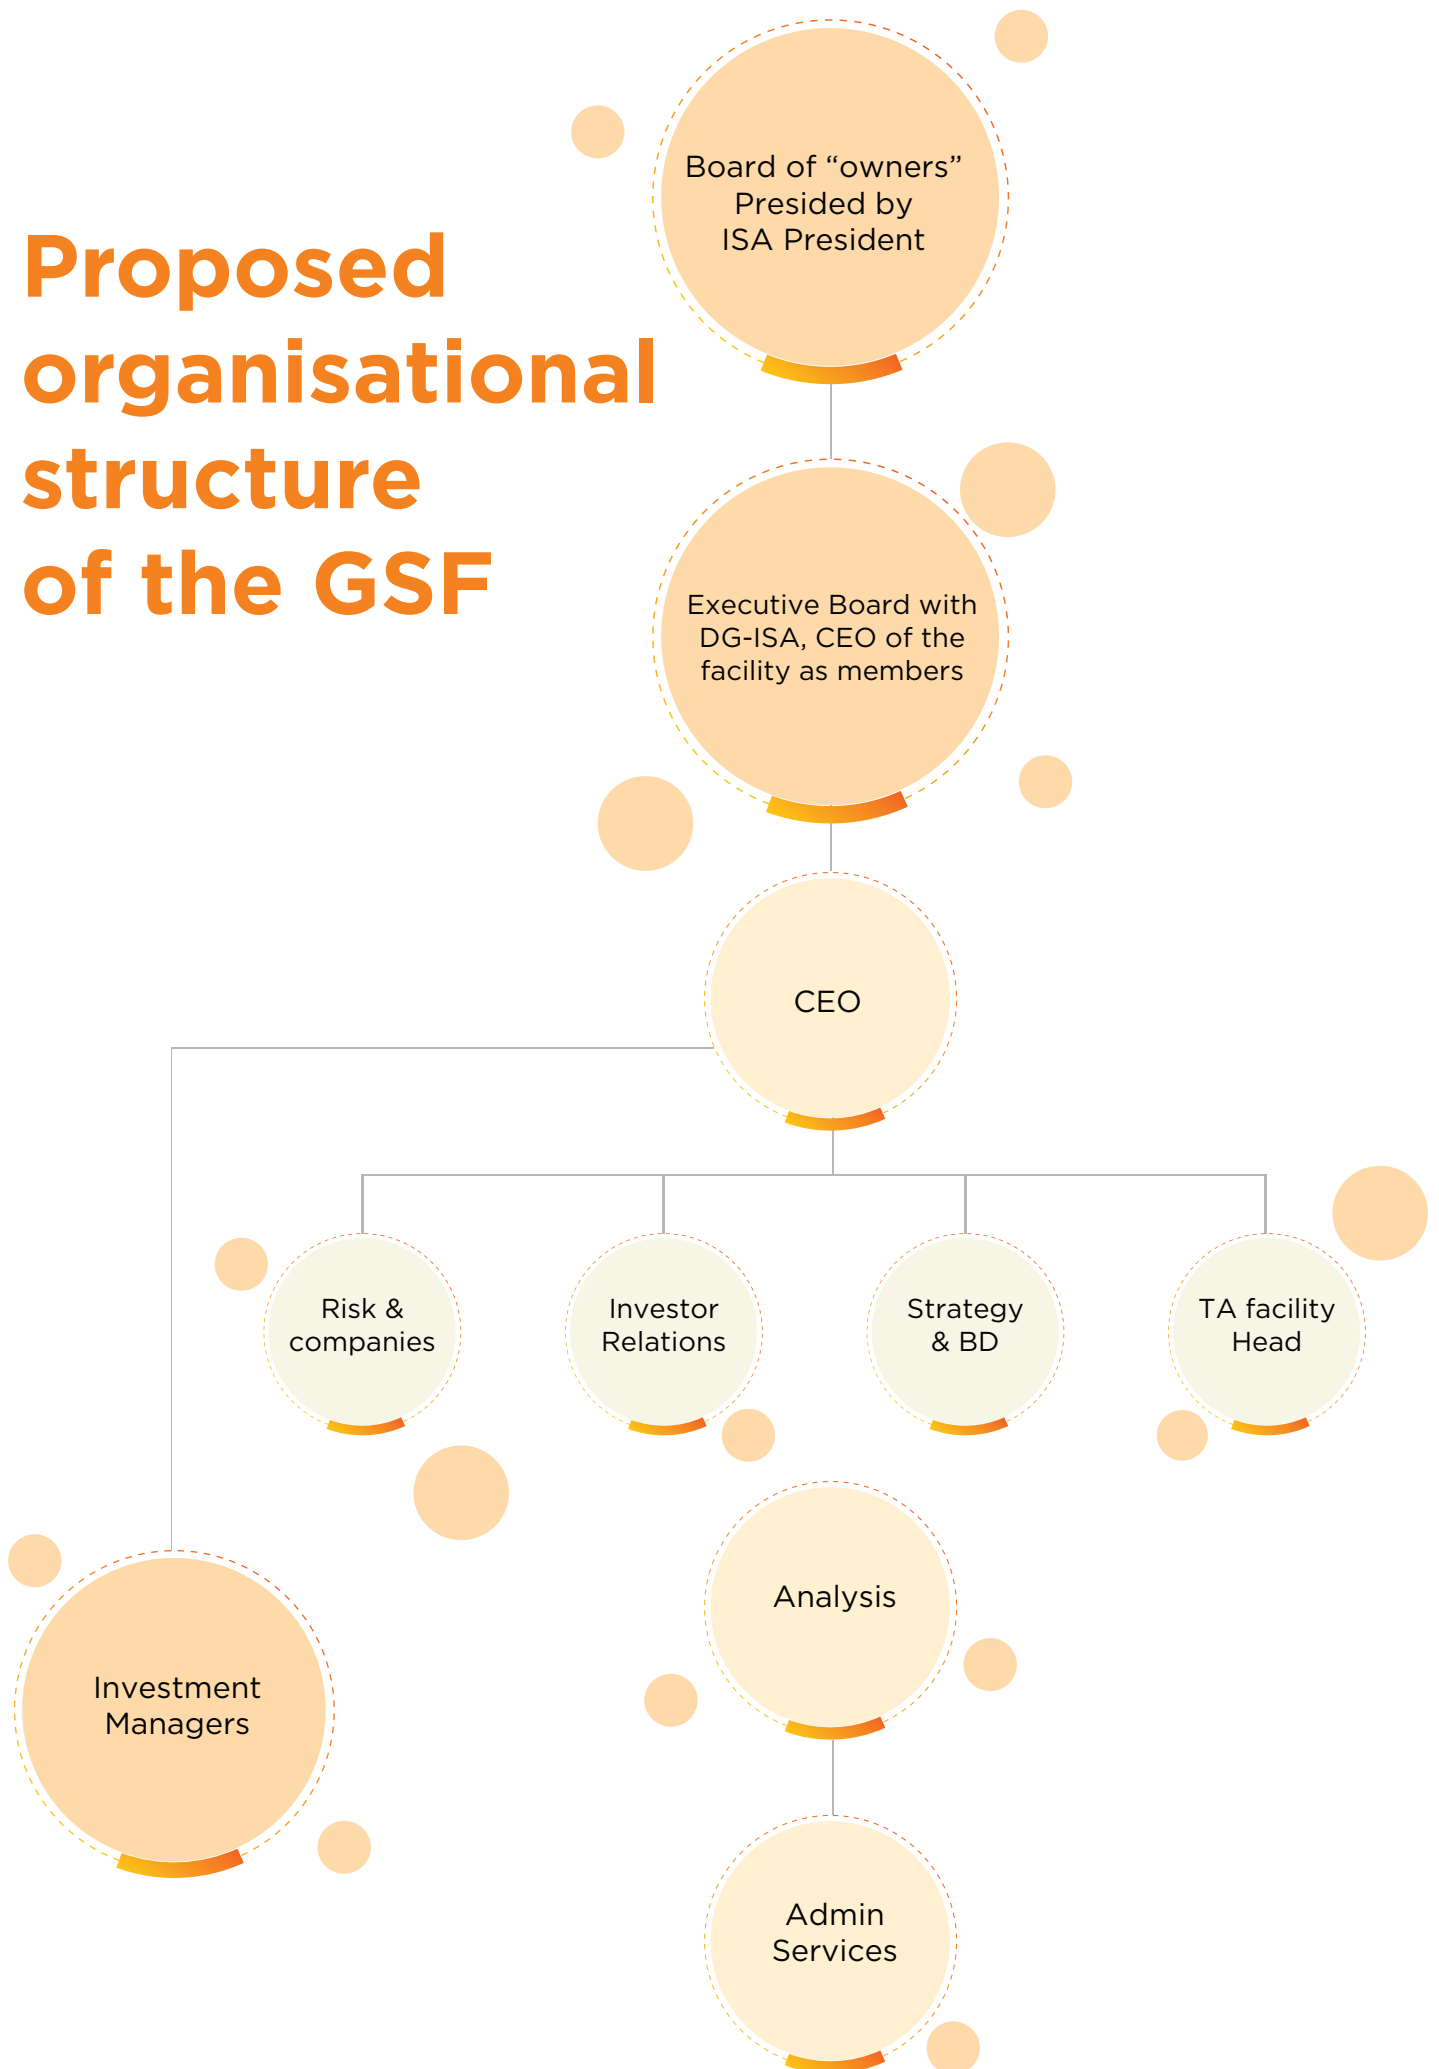 Proposed
organisational
structure
of the GSF
Board of “owners”
Presided by
ISA President
Executive Board with
DG-ISA, CEO of the
facility as members
CEO
Risk &
companies
Investor
Relations
Strategy
& BD
TA facility
Head
Analysis
Investment
Managers
Admin
Services